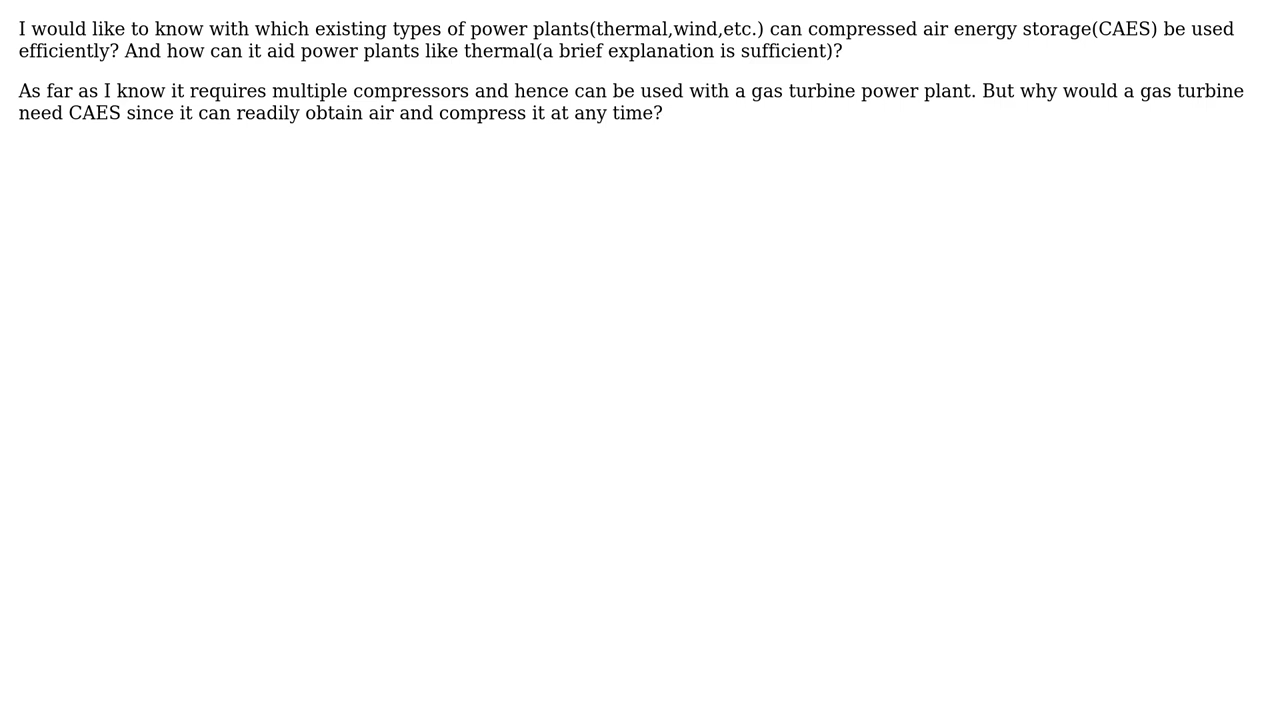 I would like to know with which existing types of power plants(thermal,wind,etc.) can compressed air energy storage(CAES) be used
efficiently? And how can it aid power plants like thermal(a brief explanation is sufficient)?
As far as I know it requires multiple compressors and hence can be used with a gas turbine power plant. But why would a gas turbine
need CAES since it can readily obtain air and compress it at any time?